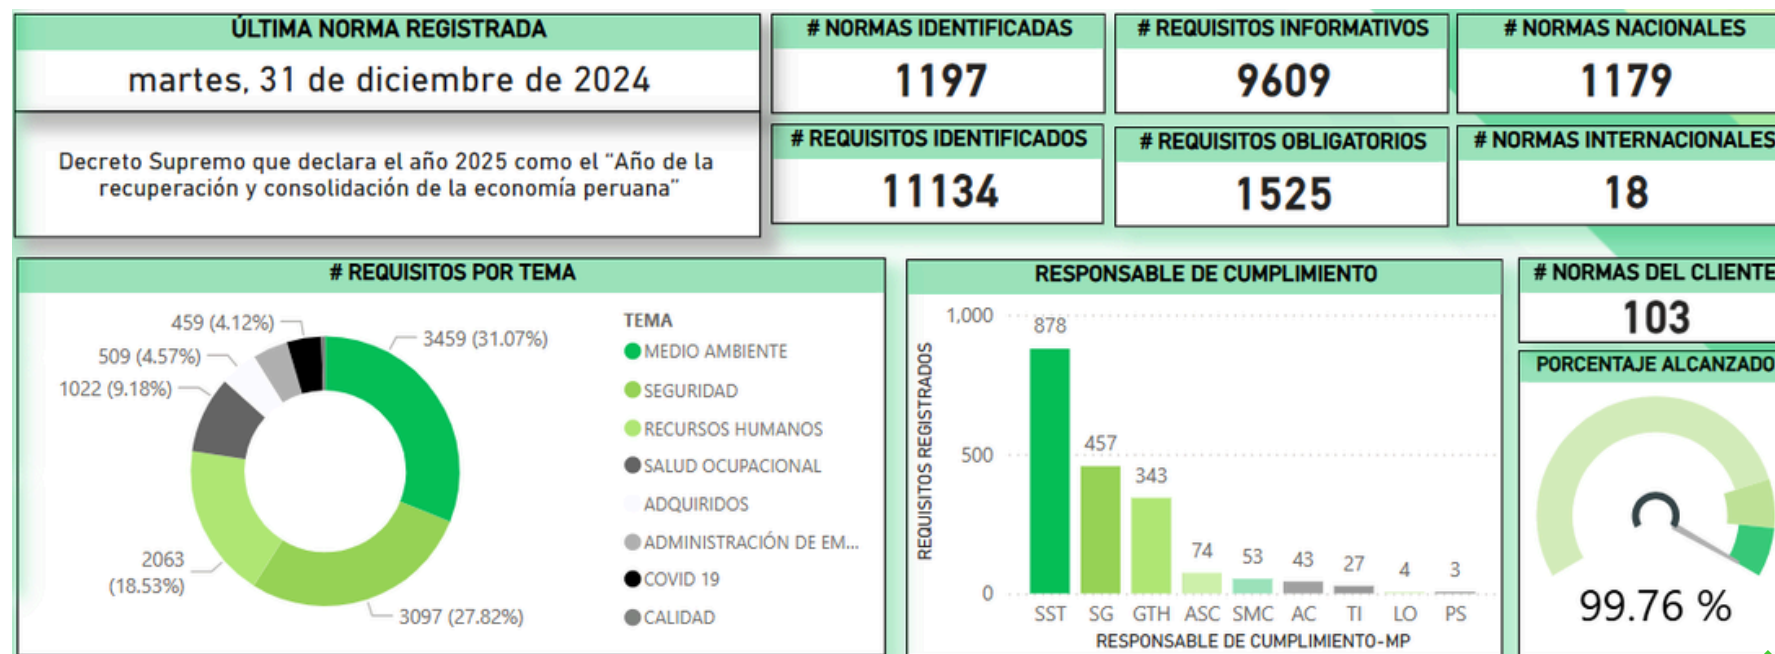 ÚLTIMA NORMA REGISTRADA
martes, 31 de diciembre de 2024
Decreto Supremo que declara el año 2025 como el “Año de la
recuperación y consolidación de la economía peruana”
# NORMAS IDENTIFICADAS
1197
# REQUISITOS INFORMATIVOS
9609
# NORMAS NACIONALES
1179
# REQUISITOS IDENTIFICADOS
11134
# REQUISITOS OBLIGATORIOS
1525
# NORMAS INTERNACIONALES
18
# REQUISITOS POR TEMA
459 (4.12%)
509 (4.57%)
1022 (9.18%)
2063
(18.53%)
3459 (31.07%)
3097 (27.82%)
TEMA
MEDIO AMBIENTE
SEGURIDAD
RECURSOS HUMANOS
SALUD OCUPACIONAL
ADQUIRIDOS
ADMINISTRACIÓN DE EM...
COVID 19
CALIDAD
RESPONSABLE DE CUMPLIMIENTO
REQUISITOS REGISTRADOS
1,000
500
0
878
457
343
74
53
43
27
4
3
SST SG GTH ASC SMC AC TI LO PS
RESPONSABLE DE CUMPLIMIENTO-MP
# NORMAS DEL CLIENTE
103
PORCENTAJE ALCANZADO
99.76 %